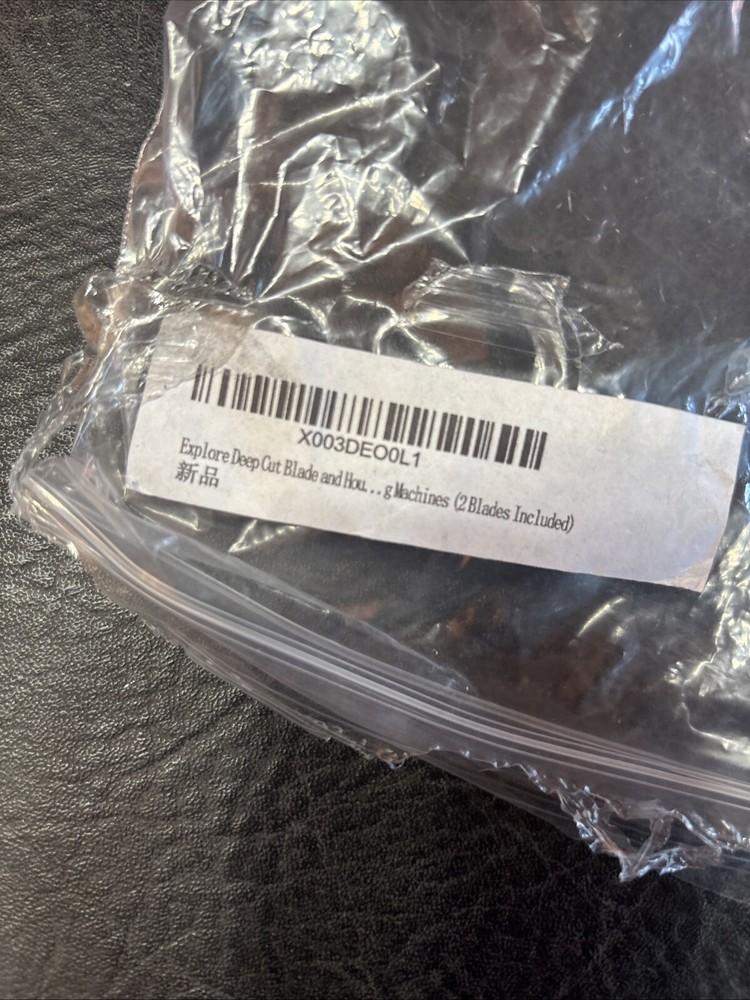 X003DEO0L1
Explore Deep Cut Blade and Hou...g Machines (2 Blades Included)
新品